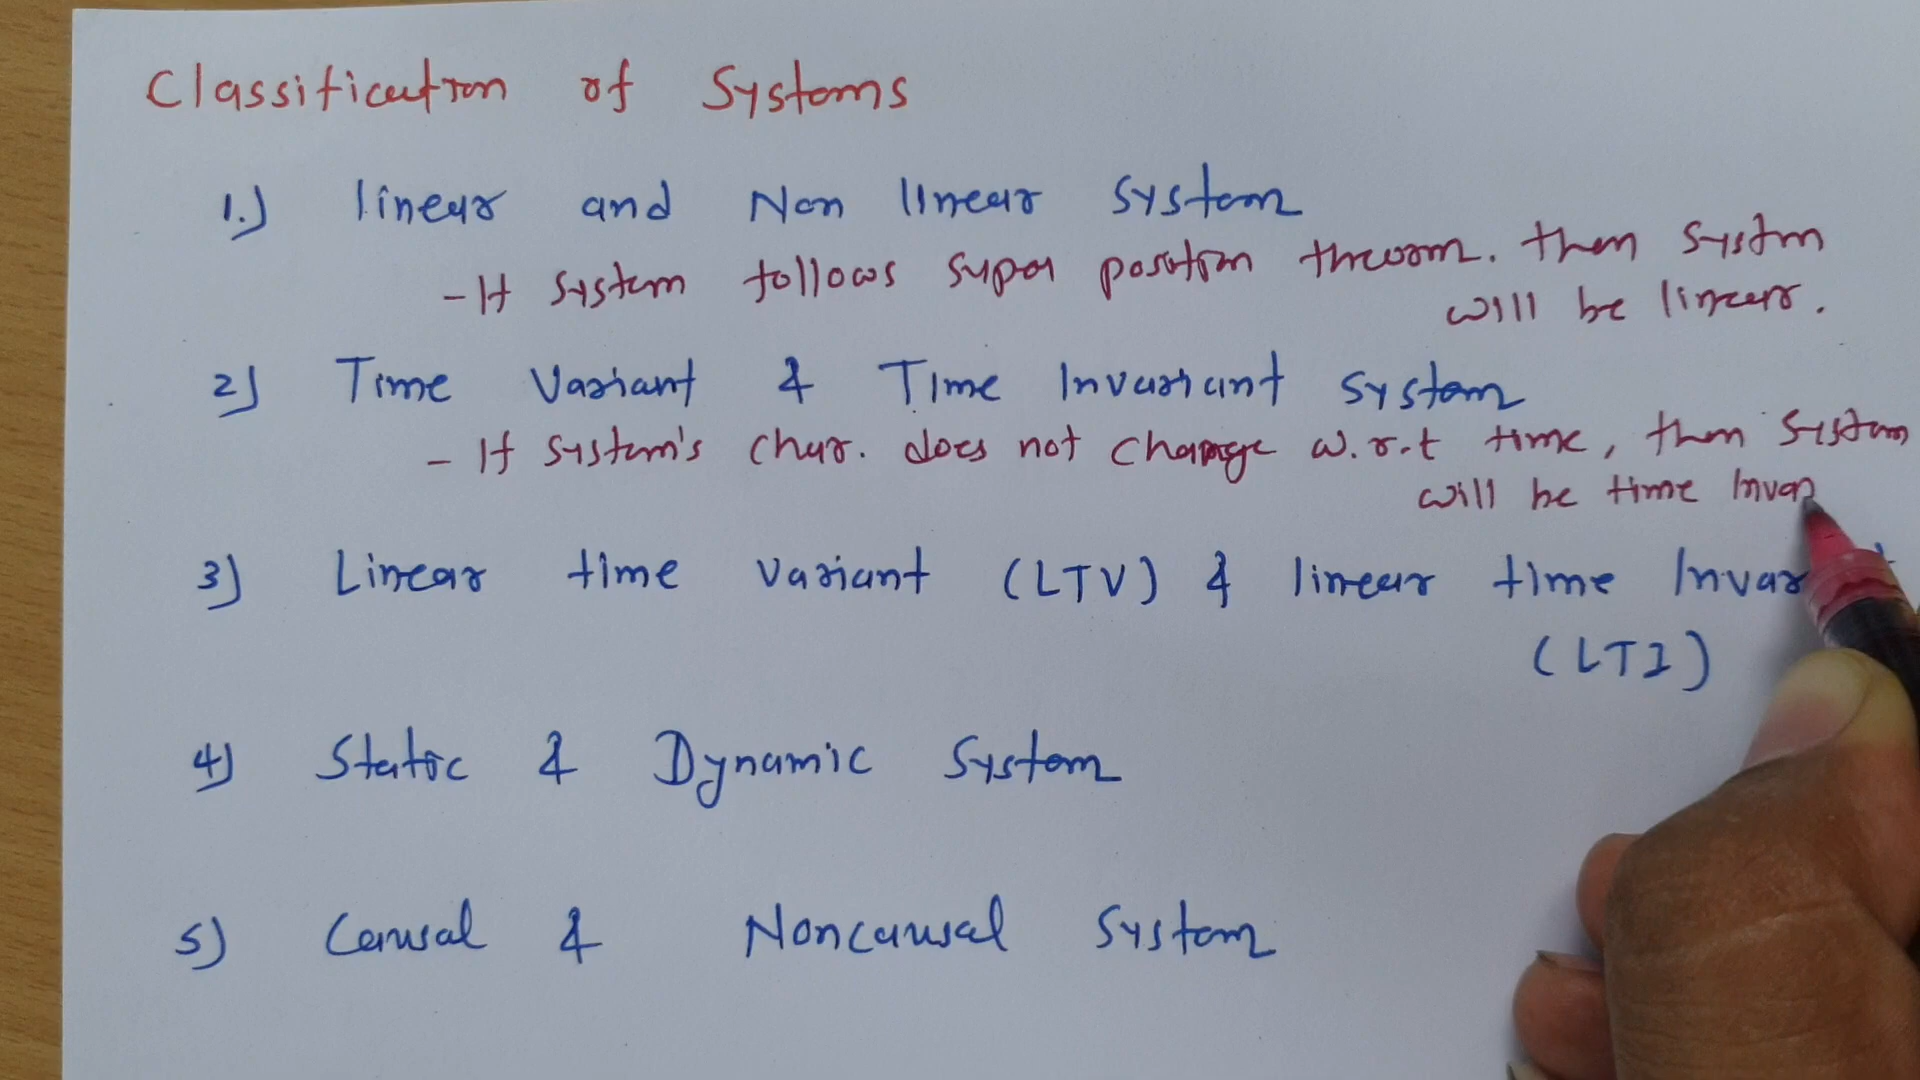 Classification of Systems
1.) linear and Non linear System
- If System follows super position theorem. then System
will be linear.
2) Time Variant & Time Invariant System
- If System's char. does not change w.r.t time, then System
will be time Invar
3) Linear time variant (LTV) & linear time Invar
(LTI)
4) Static & Dynamic System
5) Causal & Noncausal System